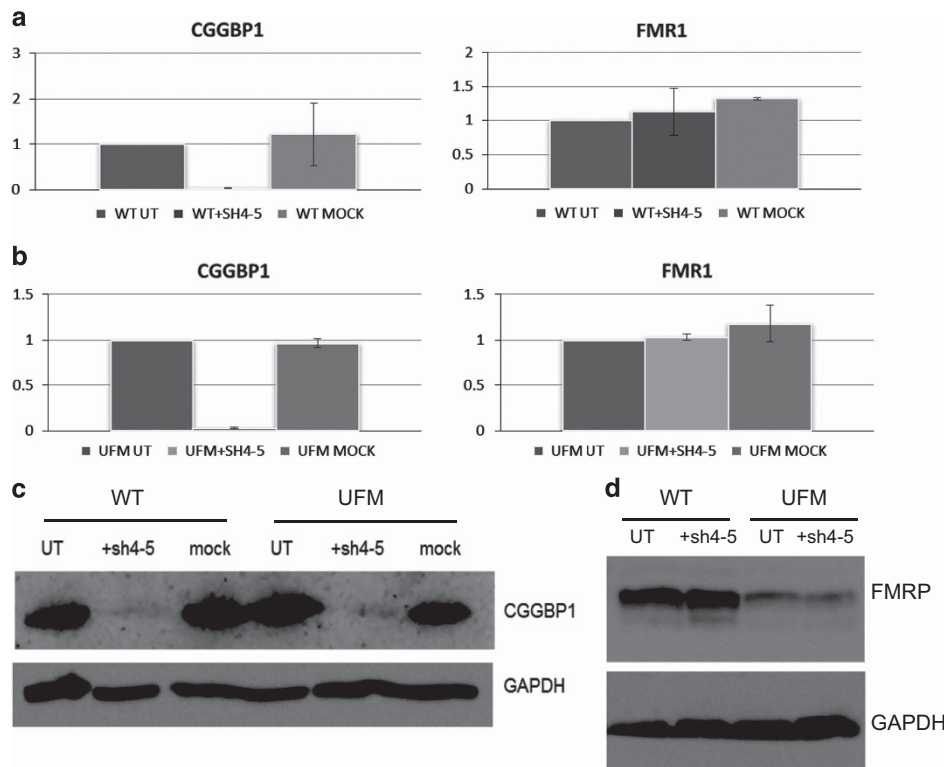 a
CGGBP1
3
2
1
0
WT UT WT+SH4-5 WT MOCK
FMR1
2
1.5
1
0.5
0
WT UT WT+SH4-5 WT MOCK
b
CGGBP1
1.5
1
0.5
0
UFM UT UFM+SH4-5 UFM MOCK
FMR1
1.5
1
0.5
0
UFM UT UFM+SH4-5 UFM MOCK
c
WT UFM
UT +sh4-5 mock UT +sh4-5 mock
CGGBP1
GAPDH
d
WT UFM
UT +sh4-5 UT +sh4-5
FMRP
GAPDH